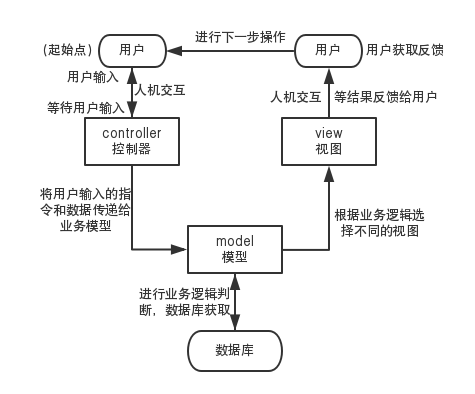 进行下一步操作
(起始点)
用户
用户
用户获取反馈
用户输入
人机交互
等待用户输入
人机交互
等结果反馈给用户
controller
控制器
view
视图
将用户输入的指
令和数据传递给
业务模型
根据业务逻辑选
择不同的视图
model
模型
进行业务逻辑判
断，数据库获取
数据库